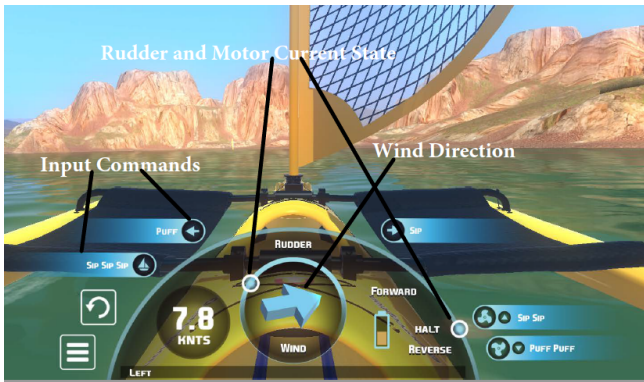 Rudder and Motor Current State
Input Commands
Wind Direction
PUFF
SIP
RUDDER
SIP SIP SIP
FORWARD
7.8
KNTS
SIP SIP
HALT
WIND
REVERSE
PUFF PUFF
LEFT